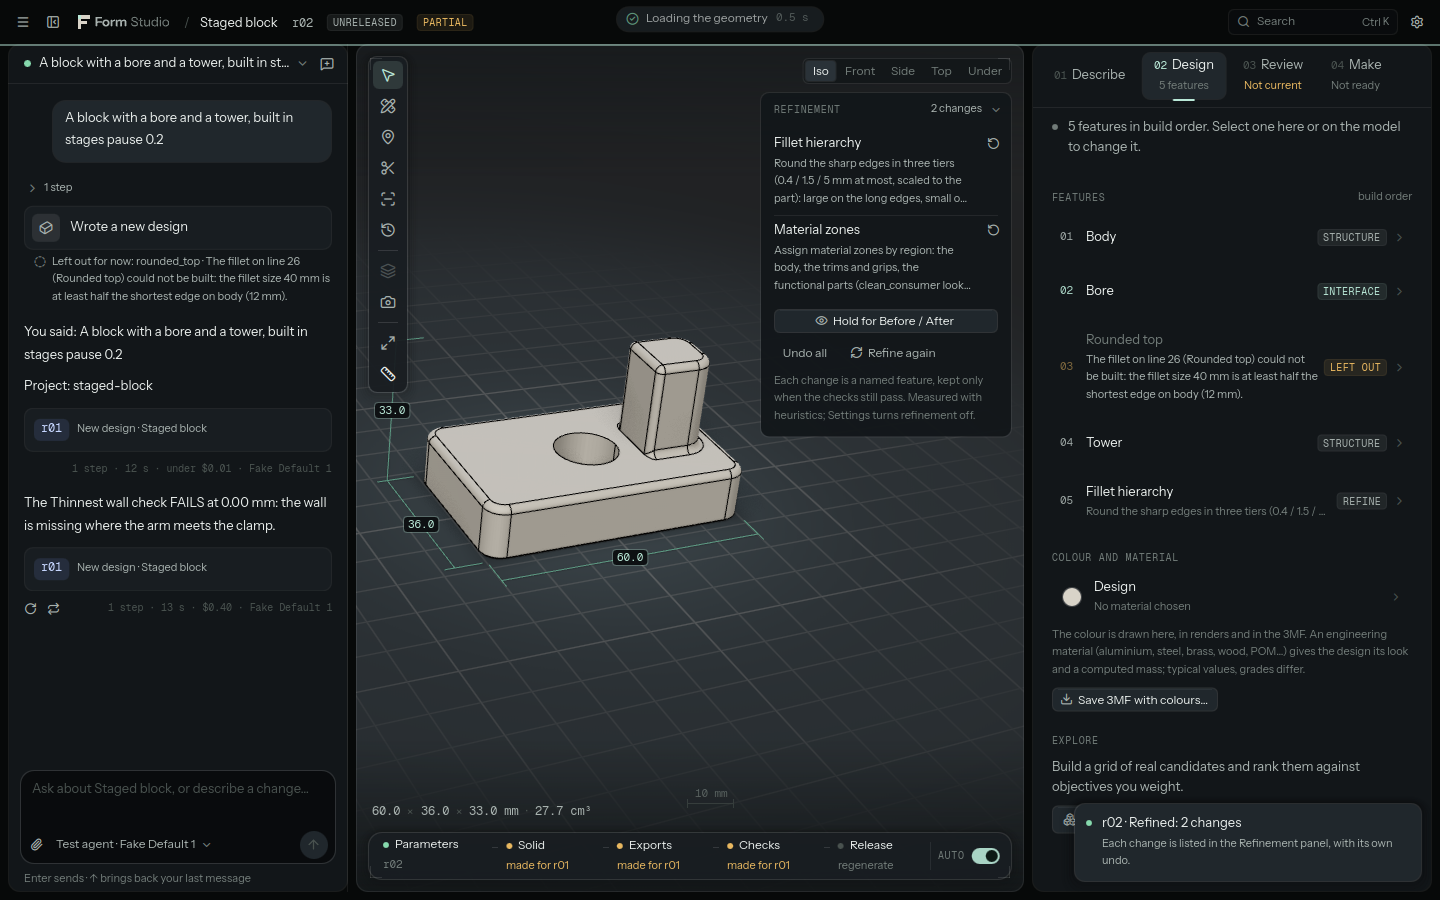 Form Studio / Staged block r02 UNRELEASED PARTIAL
Loading the geometry 0.5 s
Search Ctrl K
A block with a bore and a tower, built in st...
A block with a bore and a tower, built in
stages pause 0.2
1 step
Wrote a new design
Left out for now: rounded_top · The fillet on line 26
(Rounded top) could not be built: the fillet size 40 mm is
at least half the shortest edge on body (12 mm).
You said: A block with a bore and a tower, built in
stages pause 0.2
Project: staged-block
r01 New design · Staged block
1 step · 12 s · under $0.01 · Fake Default 1
The Thinnest wall check FAILS at 0.00 mm: the wall
is missing where the arm meets the clamp.
r01 New design · Staged block
1 step · 13 s · $0.40 · Fake Default 1
Ask about Staged block, or describe a change...
Test agent · Fake Default 1
Enter sends · ↑ brings back your last message
Iso Front Side Top Under
REFINEMENT 2 changes
Fillet hierarchy
Round the sharp edges in three tiers
(0.4 / 1.5 / 5 mm at most, scaled to the
part): large on the long edges, small o...
Material zones
Assign material zones by region: the
body, the trims and grips, the
functional parts (clean_consumer look...
Hold for Before / After
Undo all Refine again
Each change is a named feature, kept only
when the checks still pass. Measured with
heuristics; Settings turns refinement off.
33.0
36.0
60.0
10 mm
60.0 × 36.0 × 33.0 mm · 27.7 cm³
Parameters
r02
Solid
made for r01
Exports
made for r01
Checks
made for r01
Release
regenerate
AUTO
01 Describe
02 Design
5 features
03 Review
Not current
04 Make
Not ready
5 features in build order. Select one here or on the model
to change it.
FEATURES build order
01 Body STRUCTURE
02 Bore INTERFACE
Rounded top
03 The fillet on line 26 (Rounded top) could not
be built: the fillet size 40 mm is at least half the
shortest edge on body (12 mm).
LEFT OUT
04 Tower STRUCTURE
05 Fillet hierarchy REFINE
Round the sharp edges in three tiers (0.4 / 1.5 / ...
COLOUR AND MATERIAL
Design
No material chosen
The colour is drawn here, in renders and in the 3MF. An engineering
material (aluminium, steel, brass, wood, POM...) gives the design its look
and a computed mass; typical values, grades differ.
Save 3MF with colours...
EXPLORE
Build a grid of real candidates and rank them against
objectives you weight.
r02 · Refined: 2 changes
Each change is listed in the Refinement panel, with its own
undo.